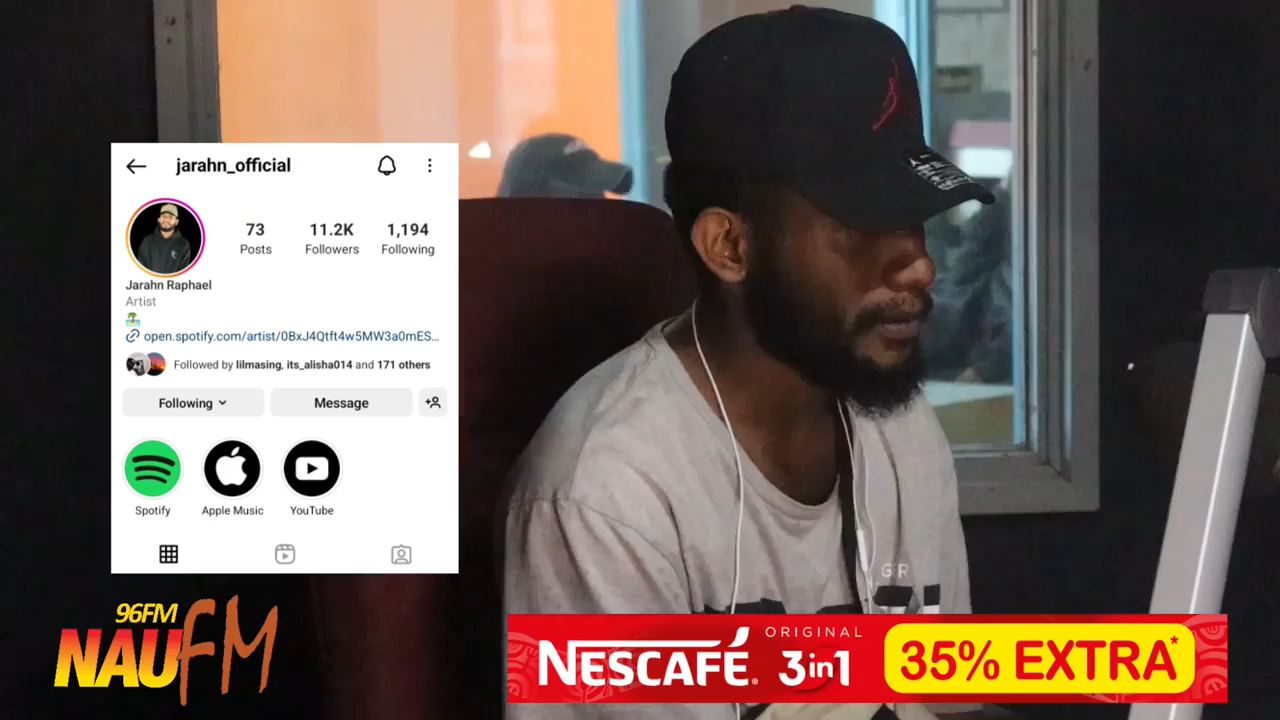 jarahn_official
73
11.2K
1,194
Posts
Followers
Following
Jarahn Raphael
Artist
open.spotify.com/artist/0BxJ4Qtft4w5MW3a0mES...
Followed by lilmasing, its_alisha014 and 171 others
Following
Message
Spotify
Apple Music
YouTube
96FM
NAUFM
NESCAFÉ®
ORIGINAL
3in1
35% EXTRA*